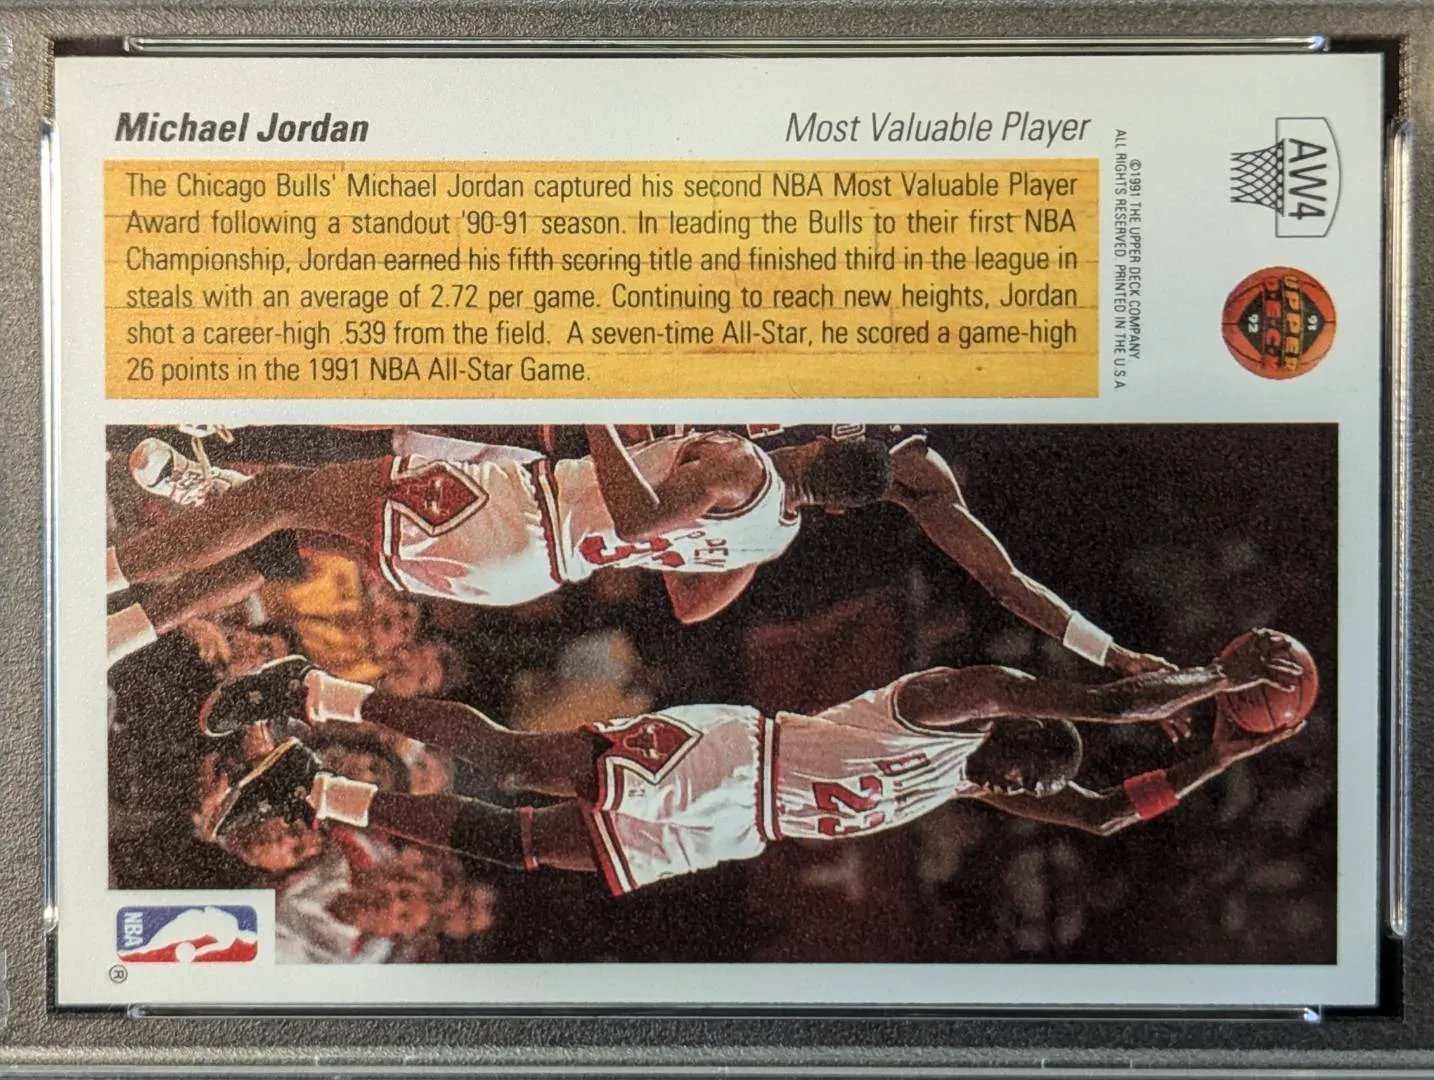 Michael Jordan
Most Valuable Player
The Chicago Bulls' Michael Jordan captured his second NBA Most Valuable Player
Award following a standout '90-91 season. In leading the Bulls to their first NBA
Championship, Jordan earned his fifth scoring title and finished third in the league in
steals with an average of 2.72 per game. Continuing to reach new heights, Jordan
shot a career-high .539 from the field. A seven-time All-Star, he scored a game-high
26 points in the 1991 NBA All-Star Game.
©1991 THE UPPER DECK COMPANY
ALL RIGHTS RESERVED. PRINTED IN THE U.S.A.
AW4
91 92
UPPER
DECK
23
NBA
®